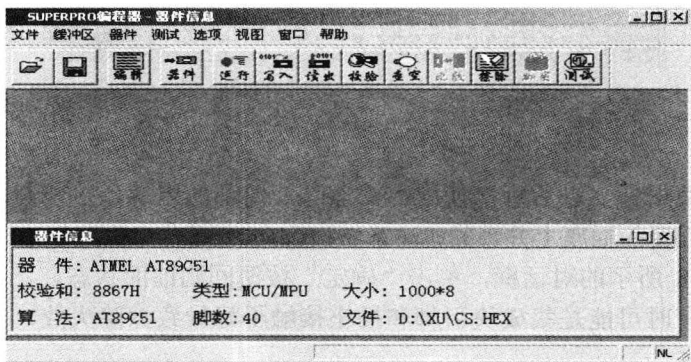 SUPERPRO编程器 - 器件信息
文件 缓冲区 器件 测试 选项 视图 窗口 帮助
编辑 器件 运行 写入 读出 校验 查空 比较 擦除 测试
器件信息
器 件: ATMEL AT89C51
校验和: 8867H 类型:MCU/MPU 大小: 1000*8
算 法: AT89C51 脚数:40 文件: D:\XU\CS.HEX
NL